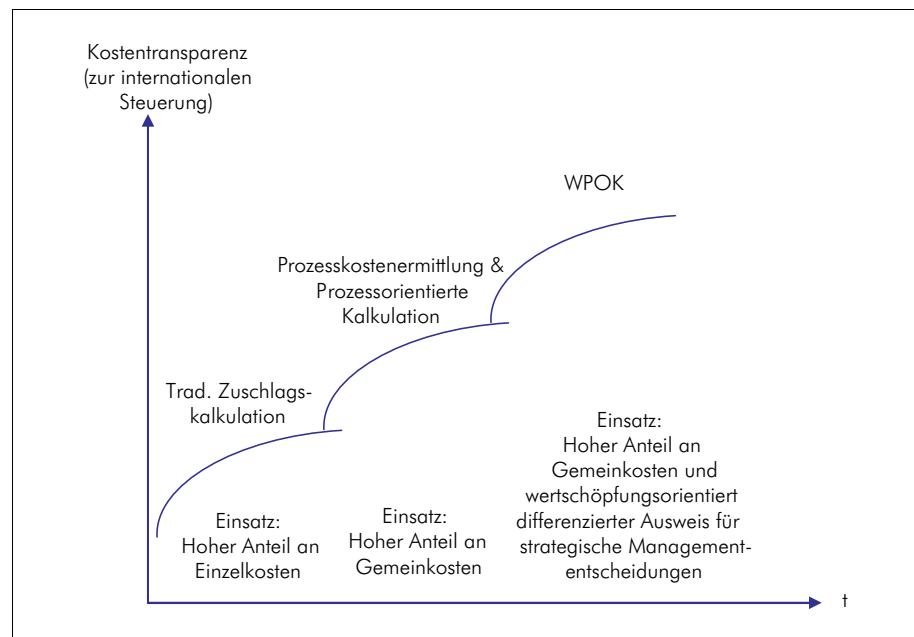 Kostentransparenz
(zur internationalen
Steuerung)
WPOK
Prozesskostenermittlung &
Prozessorientierte
Kalkulation
Trad. Zuschlags-
kalkulation
Einsatz:
Hoher Anteil an
Einzelkosten
Einsatz:
Hoher Anteil an
Gemeinkosten
Einsatz:
Hoher Anteil an
Gemeinkosten und
wertschöpfungsorientiert
differenzierter Ausweis für
strategische Management-
entscheidungen
t